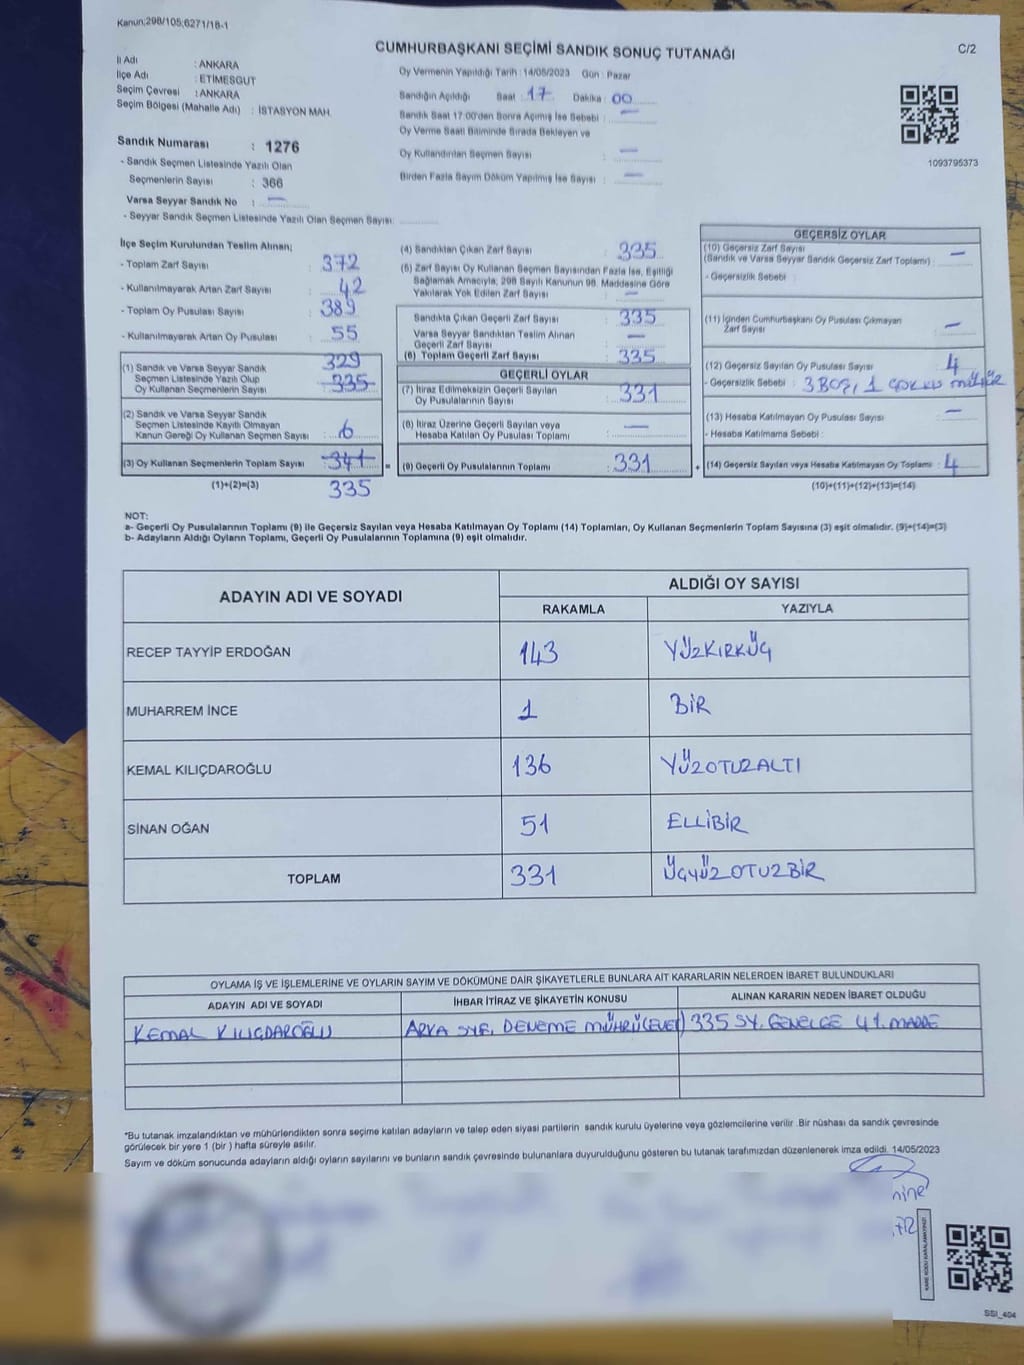 Kanun;298/105;6271/18-1
CUMHURBAŞKANI SEÇİMİ SANDIK SONUÇ TUTANAĞI
C/2
İl Adı : ANKARA
İlçe Adı : ETİMESGUT
Seçim Çevresi : ANKARA
Seçim Bölgesi (Mahalle Adı) : İSTASYON MAH.
Sandık Numarası : 1276
- Sandık Seçmen Listesinde Yazılı Olan
Seçmenlerin Sayısı : 366
Varsa Seyyar Sandık No : —
- Seyyar Sandık Seçmen Listesinde Yazılı Olan Seçmen Sayısı:
Oy Vermenin Yapıldığı Tarih : 14/05/2023 Gün : Pazar
Sandığın Açıldığı Saat : 17 Dakika : 00
Sandık Saat 17:00'den Sonra Açımış İse Sebebi : —
Oy Verme Saati Bitiminde Sırada Bekleyen ve
Oy Kullandırılan Seçmen Sayısı : —
Birden Fazla Sayım Döküm Yapılmış İse Sayısı : —
1093795373
İlçe Seçim Kurulundan Teslim Alınan;
- Toplam Zarf Sayısı : 372
- Kullanılmayarak Artan Zarf Sayısı : 42
- Toplam Oy Pusulası Sayısı : 389
- Kullanılmayarak Artan Oy Pusulası : 55
329
(1) Sandık ve Varsa Seyyar Sandık
Seçmen Listesinde Yazılı Olup
Oy Kullanan Seçmenlerin Sayısı : 335
(2) Sandık ve Varsa Seyyar Sandık
Seçmen Listesinde Kayıtlı Olmayan
Kanun Gereği Oy Kullanan Seçmen Sayısı : 6
(3) Oy Kullanan Seçmenlerin Toplam Sayısı : 341 =
(1)+(2)=(3) 335
(4) Sandıktan Çıkan Zarf Sayısı : 335
(5) Zarf Sayısı Oy Kullanan Seçmen Sayısından Fazla İse, Eşitliği
Sağlamak Amacıyla; 298 Sayılı Kanunun 98. Maddesine Göre
Yakılarak Yok Edilen Zarf Sayısı : —
Sandıkta Çıkan Geçerli Zarf Sayısı : 335
Varsa Seyyar Sandıktan Teslim Alınan
Geçerli Zarf Sayısı : —
(6) Toplam Geçerli Zarf Sayısı : 335
GEÇERLİ OYLAR
(7) İtiraz Edilmeksizin Geçerli Sayılan
Oy Pusulalarının Sayısı : 331
(8) İtiraz Üzerine Geçerli Sayılan veya
Hesaba Katılan Oy Pusulası Toplamı : —
(9) Geçerli Oy Pusulalarının Toplamı : 331 +
GEÇERSİZ OYLAR
(10) Geçersiz Zarf Sayısı
(Sandık ve Varsa Seyyar Sandık Geçersiz Zarf Toplamı) : —
- Geçersizlik Sebebi :
(11) İçinden Cumhurbaşkanı Oy Pusulası Çıkmayan
Zarf Sayısı : —
(12) Geçersiz Sayılan Oy Pusulası Sayısı : 4
- Geçersizlik Sebebi : 3 BOŞ, 1 ÇOKLU MÜHÜR
(13) Hesaba Katılmayan Oy Pusulası Sayısı : —
- Hesaba Katılmama Sebebi :
(14) Geçersiz Sayılan veya Hesaba Katılmayan Oy Toplamı : 4
(10)+(11)+(12)+(13)=(14)
NOT:
a- Geçerli Oy Pusulalarının Toplamı (9) ile Geçersiz Sayılan veya Hesaba Katılmayan Oy Toplamı (14) Toplamları, Oy Kullanan Seçmenlerin Toplam Sayısına (3) eşit olmalıdır. (9)+(14)=(3)
b- Adayların Aldığı Oyların Toplamı, Geçerli Oy Pusulalarının Toplamına (9) eşit olmalıdır.
ADAYIN ADI VE SOYADI
ALDIĞI OY SAYISI
RAKAMLA YAZIYLA
RECEP TAYYİP ERDOĞAN 143 YÜZKIRKÜÇ
MUHARREM İNCE 1 BİR
KEMAL KILIÇDAROĞLU 136 YÜZOTUZALTI
SİNAN OĞAN 51 ELLİBİR
TOPLAM 331 ÜÇYÜZOTUZBİR
OYLAMA İŞ VE İŞLEMLERİNE VE OYLARIN SAYIM VE DÖKÜMÜNE DAİR ŞİKAYETLERLE BUNLARA AİT KARARLARIN NELERDEN İBARET BULUNDUKLARI
ADAYIN ADI VE SOYADI İHBAR İTİRAZ VE ŞİKAYETİN KONUSU ALINAN KARARIN NEDEN İBARET OLDUĞU
KEMAL KILIÇDAROĞLU ARKA SYF. DENEME MÜHRÜ(EVET) 335 SY. GENELGE 41. MADDE
*Bu tutanak imzalandıktan ve mühürlendikten sonra seçime katılan adayların ve talep eden siyasi partilerin sandık kurulu üyelerine veya gözlemcilerine verilir. Bir nüshası da sandık çevresinde
görülecek bir yere 1 (bir ) hafta süreyle asılır.
Sayım ve döküm sonucunda adayların aldığı oyların sayılarını ve bunların sandık çevresinde bulunanlara duyurulduğunu gösteren bu tutanak tarafımızdan düzenlenerek imza edildi. 14/05/2023
KARE KODU KARALAMAYINIZ!
SSI_404